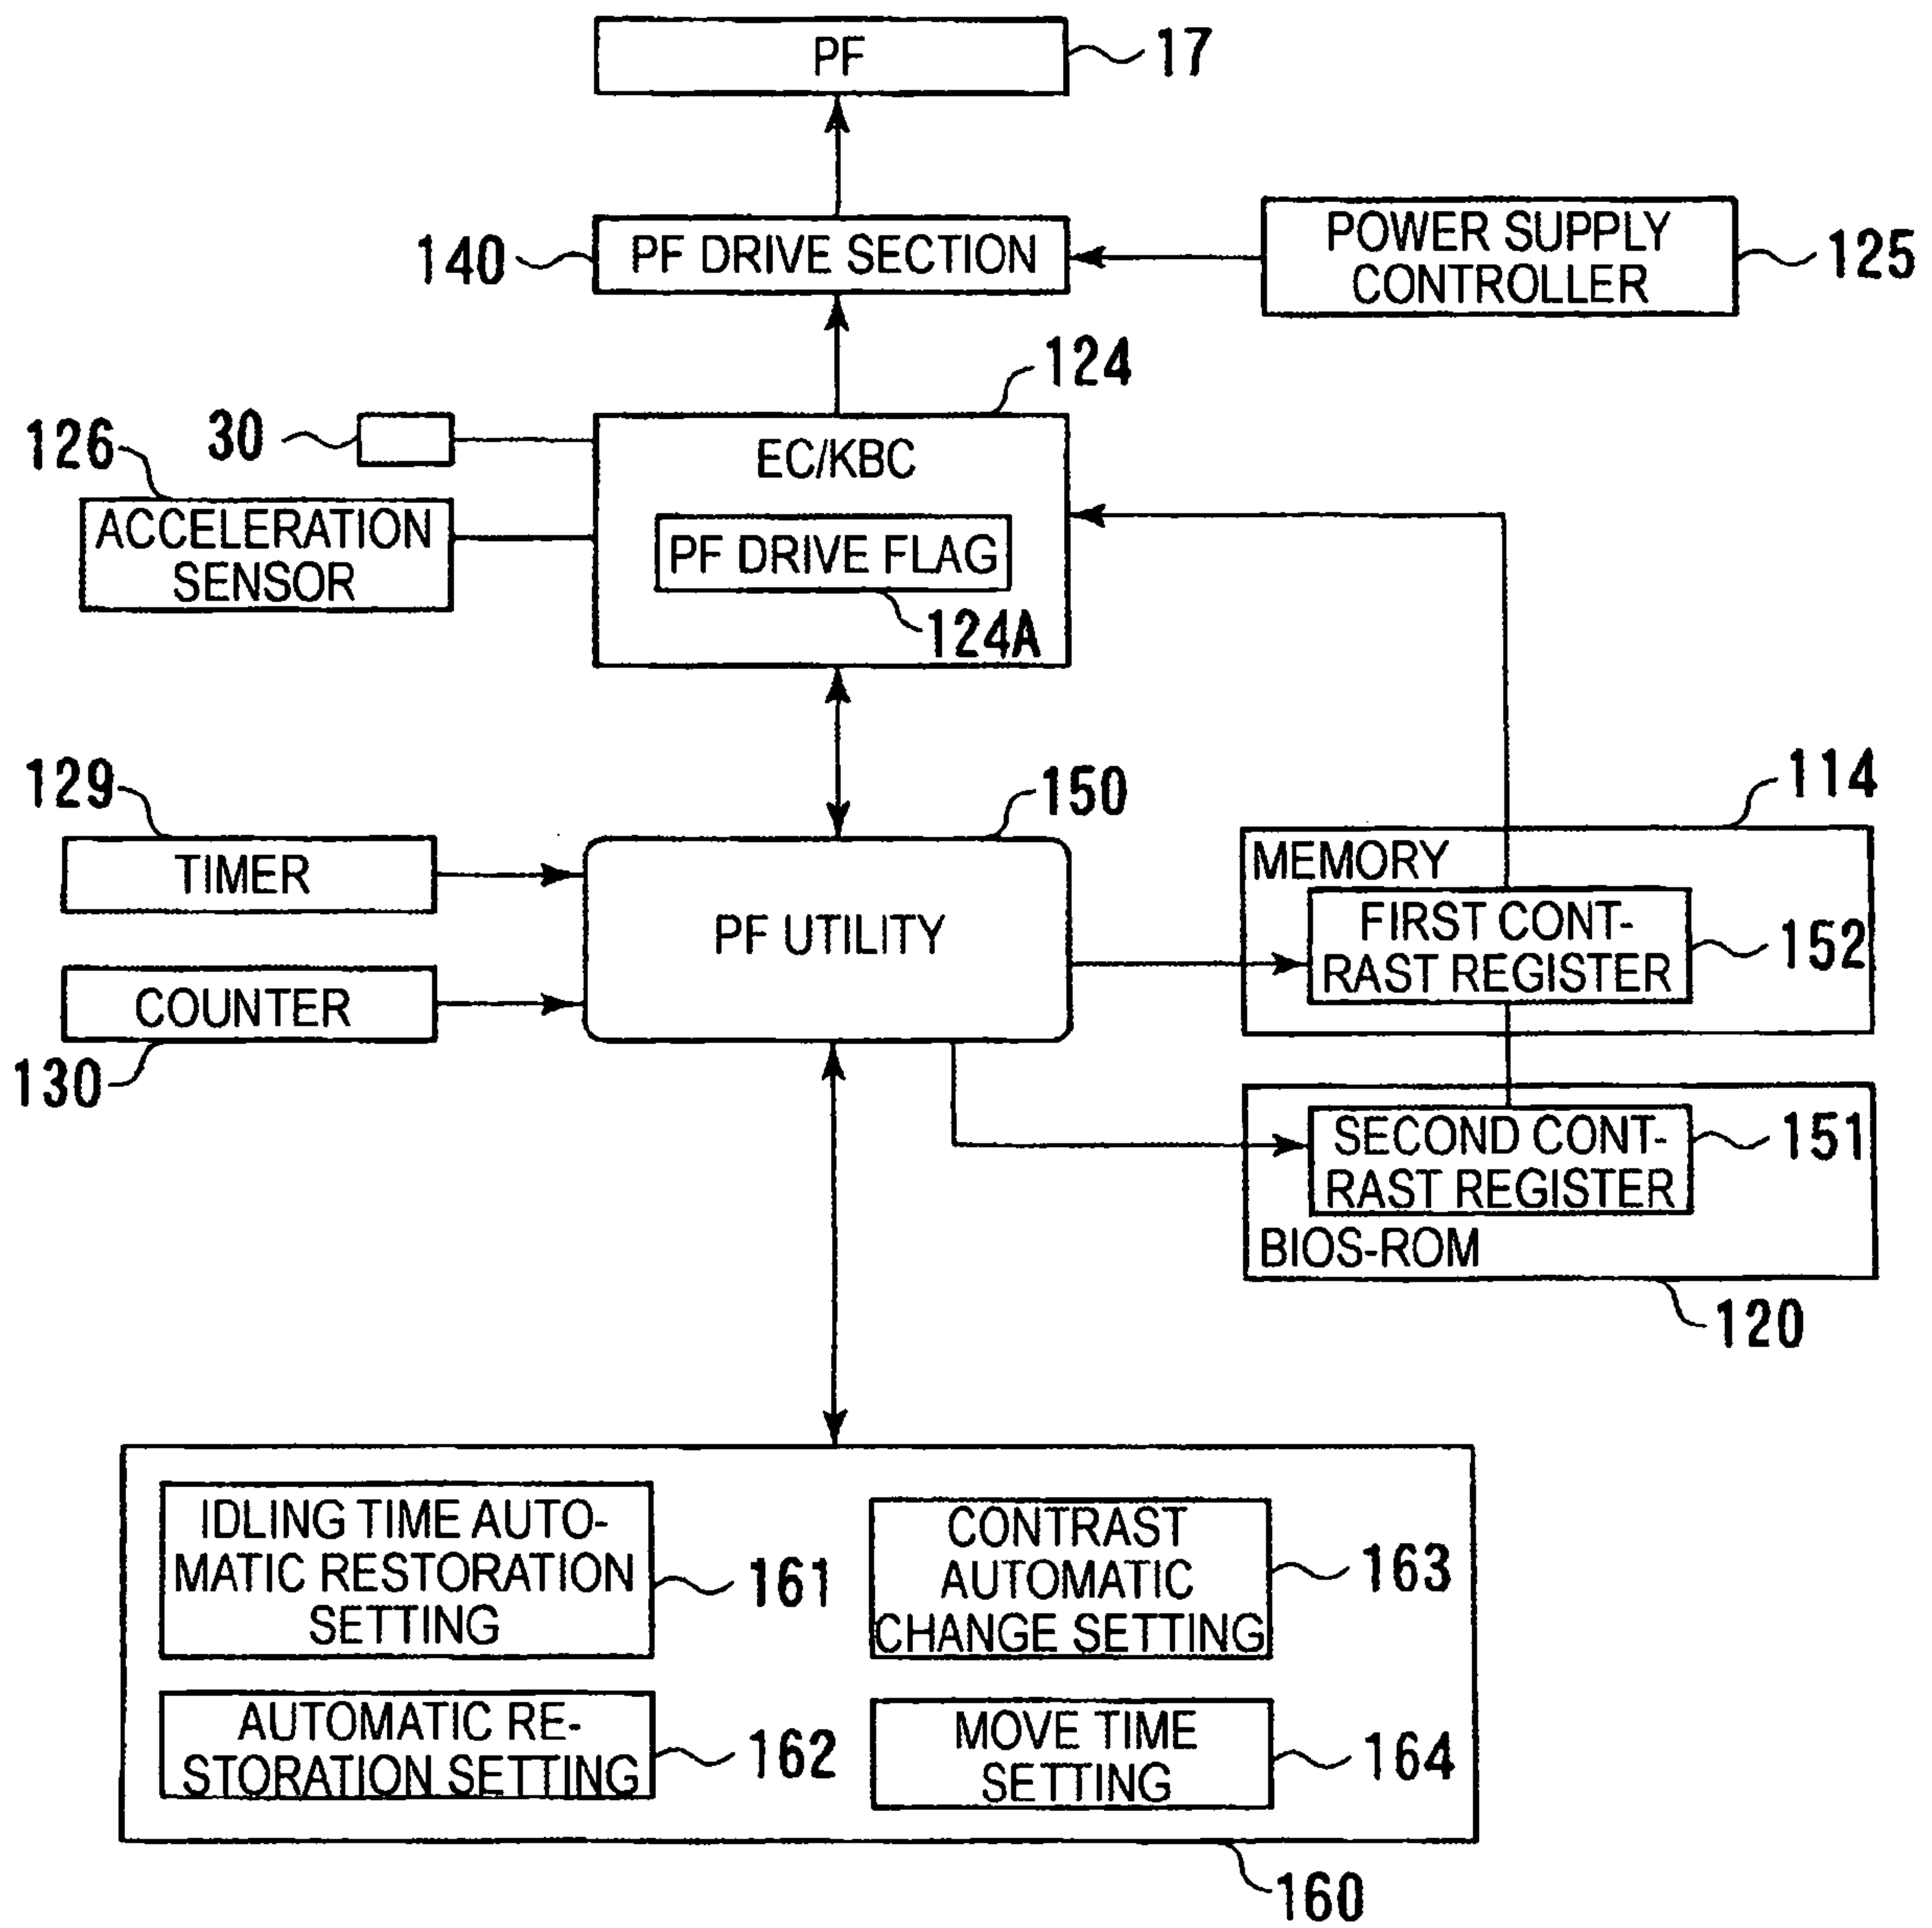 PF
17
140
PF DRIVE SECTION
POWER SUPPLY
CONTROLLER
125
124
30
126
EC/KBC
ACCELERATION
SENSOR
PF DRIVE FLAG
124A
129
150
114
TIMER
MEMORY
PF UTILITY
FIRST CONT-
RAST REGISTER
152
COUNTER
130
SECOND CONT-
RAST REGISTER
151
BIOS-ROM
120
IDLING TIME AUTO-
MATIC RESTORATION
SETTING
161
CONTRAST
AUTOMATIC
CHANGE SETTING
163
AUTOMATIC RE-
STORATION SETTING
162
MOVE TIME
SETTING
164
160